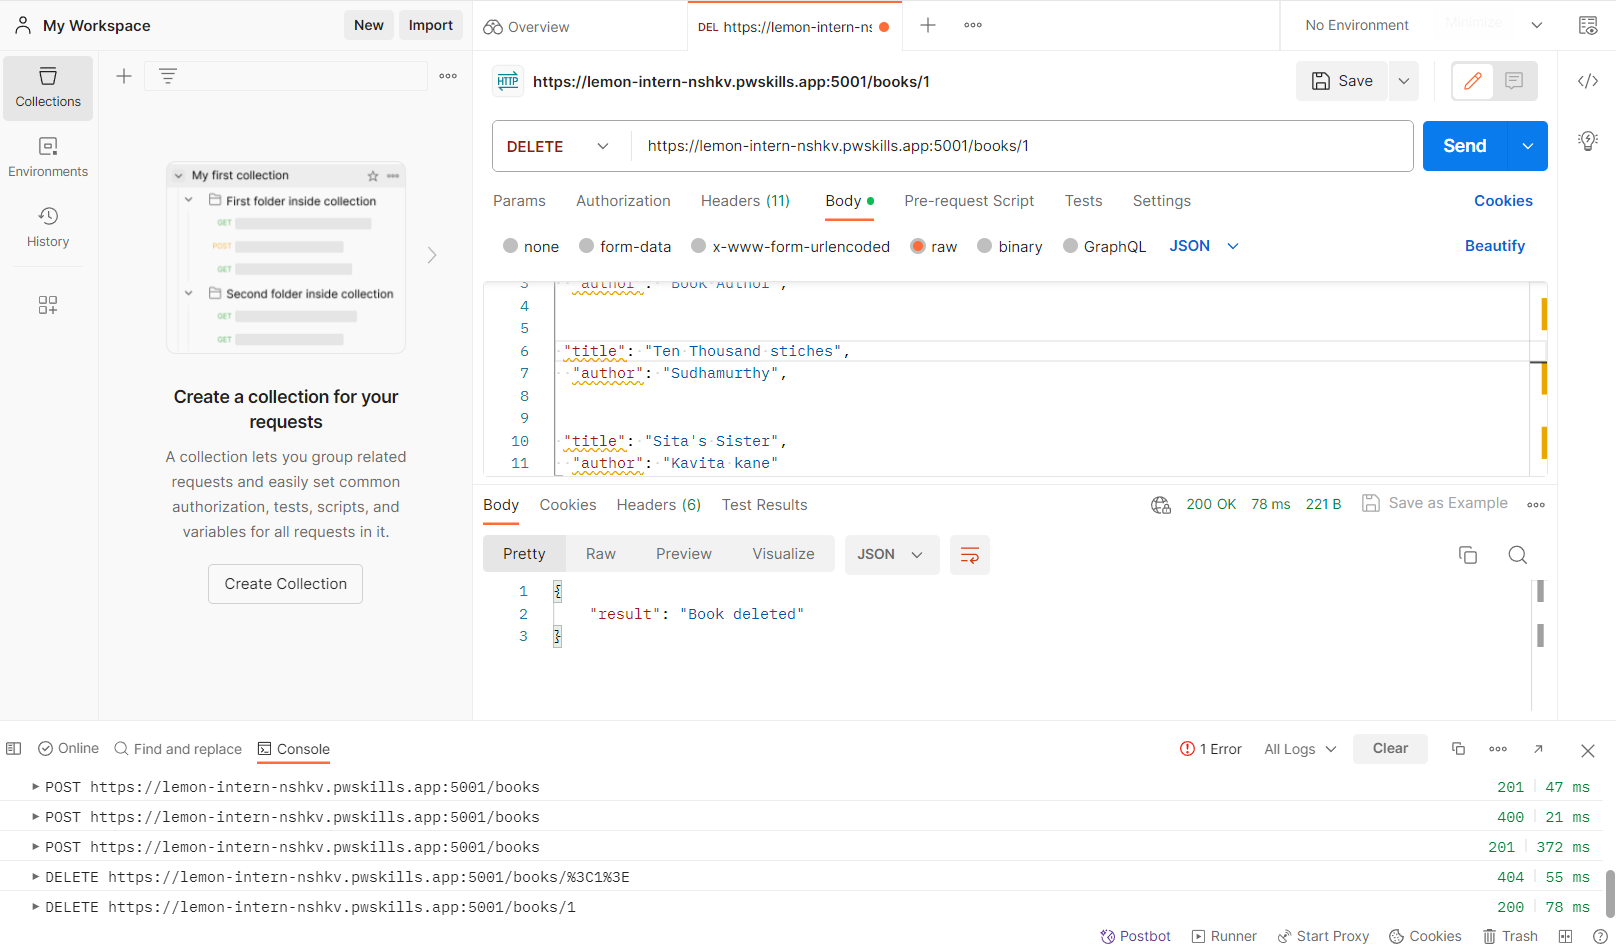 My Workspace
New
Import
Overview
DEL https://lemon-intern-ns
No Environment
Collections
Environments
History
My first collection
First folder inside collection
GET
POST
GET
Second folder inside collection
GET
GET
Create a collection for your
requests
A collection lets you group related
requests and easily set common
authorization, tests, scripts, and
variables for all requests in it.
Create Collection
HTTP https://lemon-intern-nshkv.pwskills.app:5001/books/1
Save
DELETE https://lemon-intern-nshkv.pwskills.app:5001/books/1
Send
Params Authorization Headers (11) Body Pre-request Script Tests Settings Cookies
none form-data x-www-form-urlencoded raw binary GraphQL JSON Beautify
3 "author": "Book Author",
4
5
6 "title": "Ten Thousand stiches",
7 "author": "Sudhamurthy",
8
9
10 "title": "Sita's Sister",
11 "author": "Kavita kane"
Body Cookies Headers (6) Test Results 200 OK 78 ms 221 B Save as Example
Pretty Raw Preview Visualize JSON
1 {
2 "result": "Book deleted"
3 }
Online Find and replace Console 1 Error All Logs Clear
POST https://lemon-intern-nshkv.pwskills.app:5001/books 201 47 ms
POST https://lemon-intern-nshkv.pwskills.app:5001/books 400 21 ms
POST https://lemon-intern-nshkv.pwskills.app:5001/books 201 372 ms
DELETE https://lemon-intern-nshkv.pwskills.app:5001/books/%3C1%3E 404 55 ms
DELETE https://lemon-intern-nshkv.pwskills.app:5001/books/1 200 78 ms
Postbot Runner Start Proxy Cookies Trash